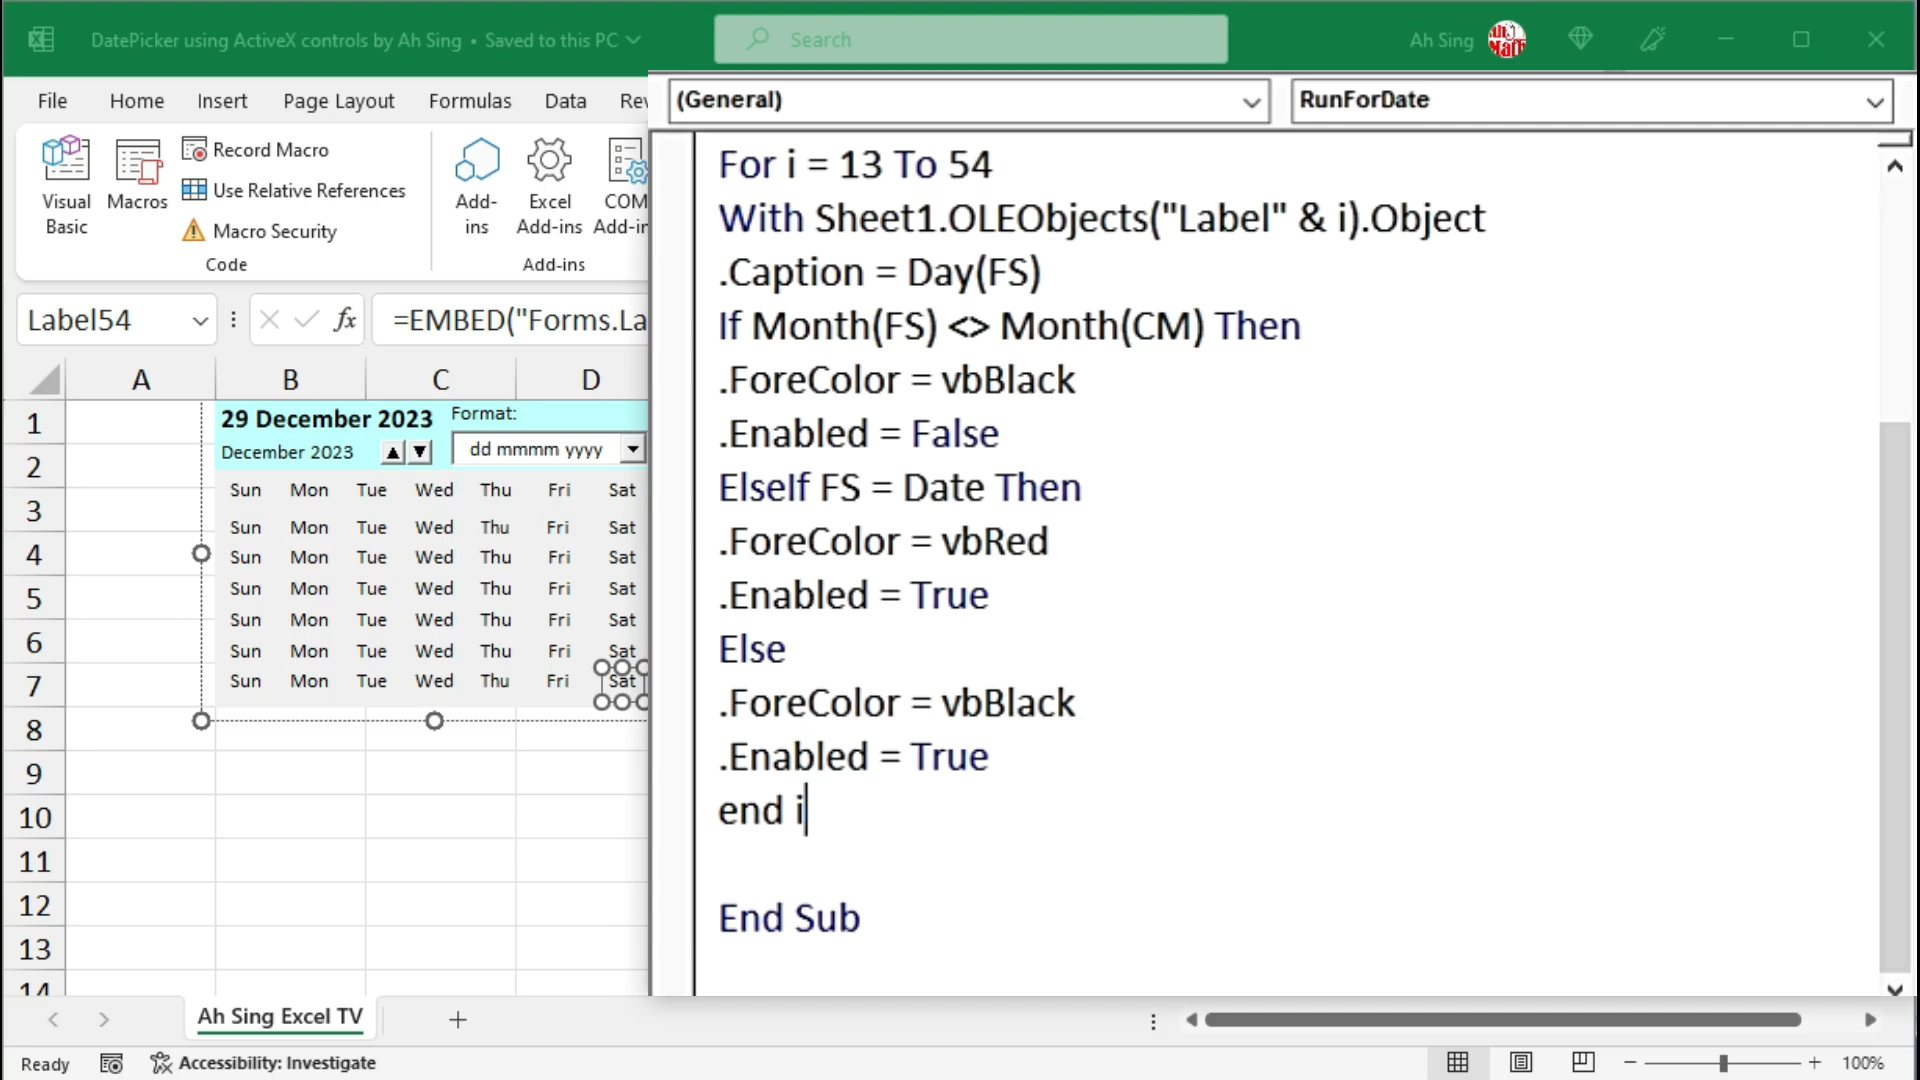 DatePicker using ActiveX controls by Ah Sing • Saved to this PC
Search
Ah Sing
File Home Insert Page Layout Formulas Data Rev
Visual Basic
Macros
Record Macro
Use Relative References
Macro Security
Code
Add-ins
Excel Add-ins
COM Add-in
Add-ins
Label54
fx
=EMBED("Forms.La
A B C D
1
2
3
4
5
6
7
8
9
10
11
12
13
14
29 December 2023
Format:
December 2023
dd mmmm yyyy
Sun Mon Tue Wed Thu Fri Sat
Sun Mon Tue Wed Thu Fri Sat
Sun Mon Tue Wed Thu Fri Sat
Sun Mon Tue Wed Thu Fri Sat
Sun Mon Tue Wed Thu Fri Sat
Sun Mon Tue Wed Thu Fri Sat
Sun Mon Tue Wed Thu Fri Sat
(General)
RunForDate
For i = 13 To 54
With Sheet1.OLEObjects("Label" & i).Object
.Caption = Day(FS)
If Month(FS) <> Month(CM) Then
.ForeColor = vbBlack
.Enabled = False
ElseIf FS = Date Then
.ForeColor = vbRed
.Enabled = True
Else
.ForeColor = vbBlack
.Enabled = True
end i
End Sub
Ah Sing Excel TV
Ready
Accessibility: Investigate
100%